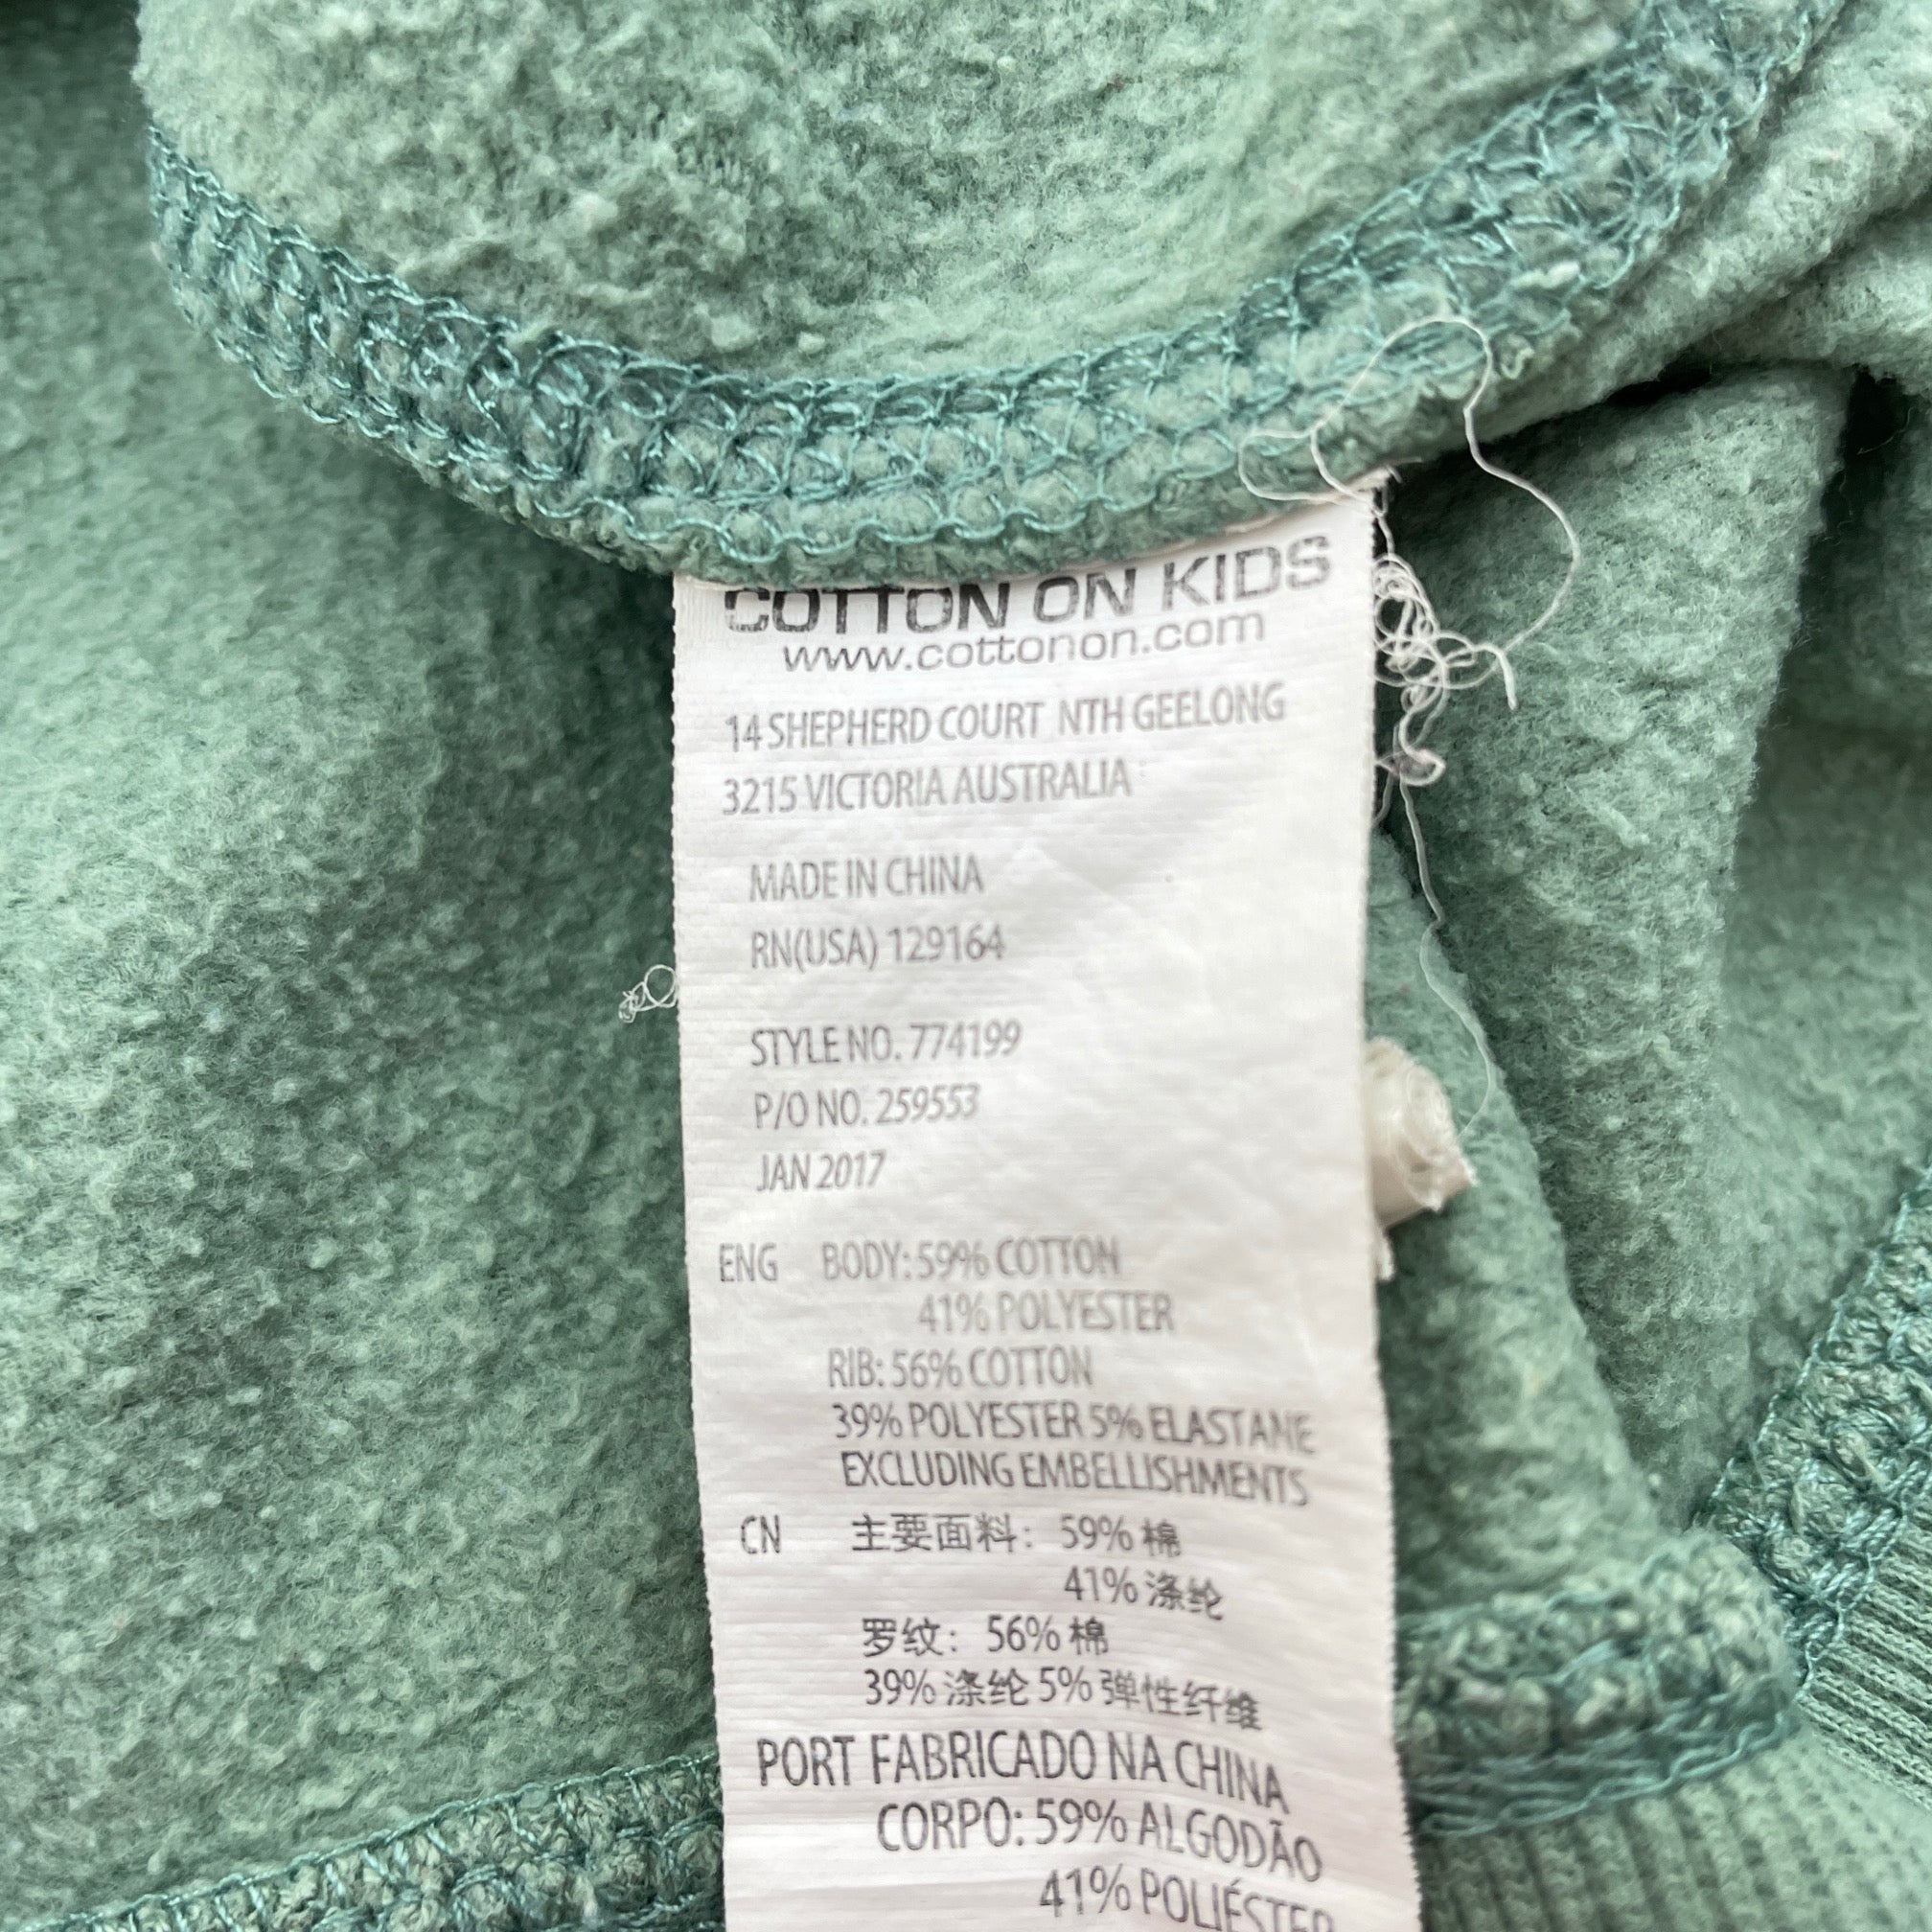 COTTON ON KIDS
www.cottonon.com
14 SHEPHERD COURT NTH GEELONG
3215 VICTORIA AUSTRALIA
MADE IN CHINA
RN(USA) 129164
STYLE NO. 774199
P/O NO. 259553
JAN 2017
ENG BODY: 59% COTTON
41% POLYESTER
RIB: 56% COTTON
39% POLYESTER 5% ELASTANE
EXCLUDING EMBELLISHMENTS
CN 主要面料: 59% 棉
41% 涤纶
罗纹: 56% 棉
39% 涤纶 5% 弹性纤维
PORT FABRICADO NA CHINA
CORPO: 59% ALGODÃO
41% POLIÉSTER